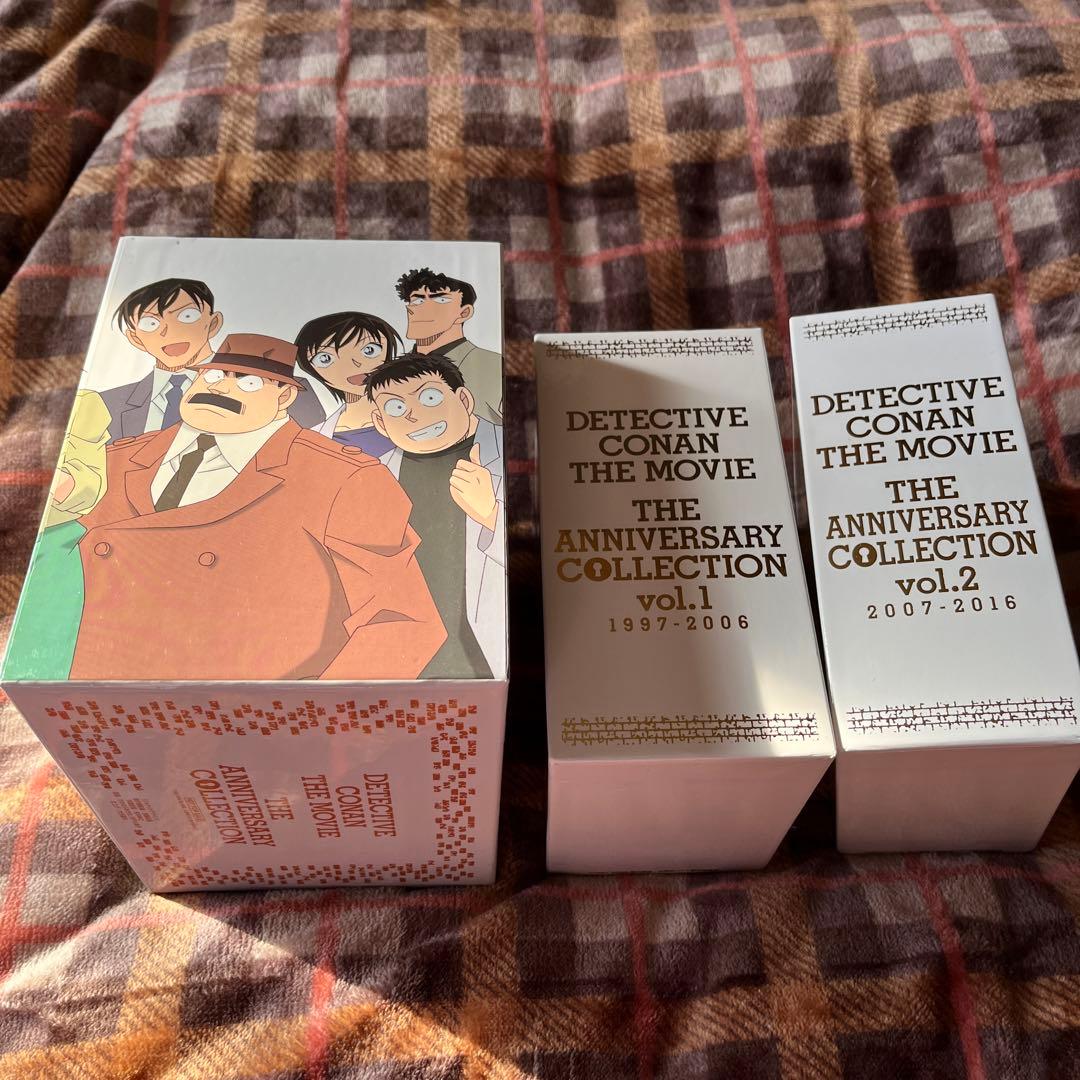 DETECTIVE
CONAN
THE MOVIE
THE
ANNIVERSARY
COLLECTION
DETECTIVE
CONAN
THE MOVIE
THE
ANNIVERSARY
COLLECTION
vol.1
1997-2006
DETECTIVE
CONAN
THE MOVIE
THE
ANNIVERSARY
COLLECTION
vol.2
2007-2016